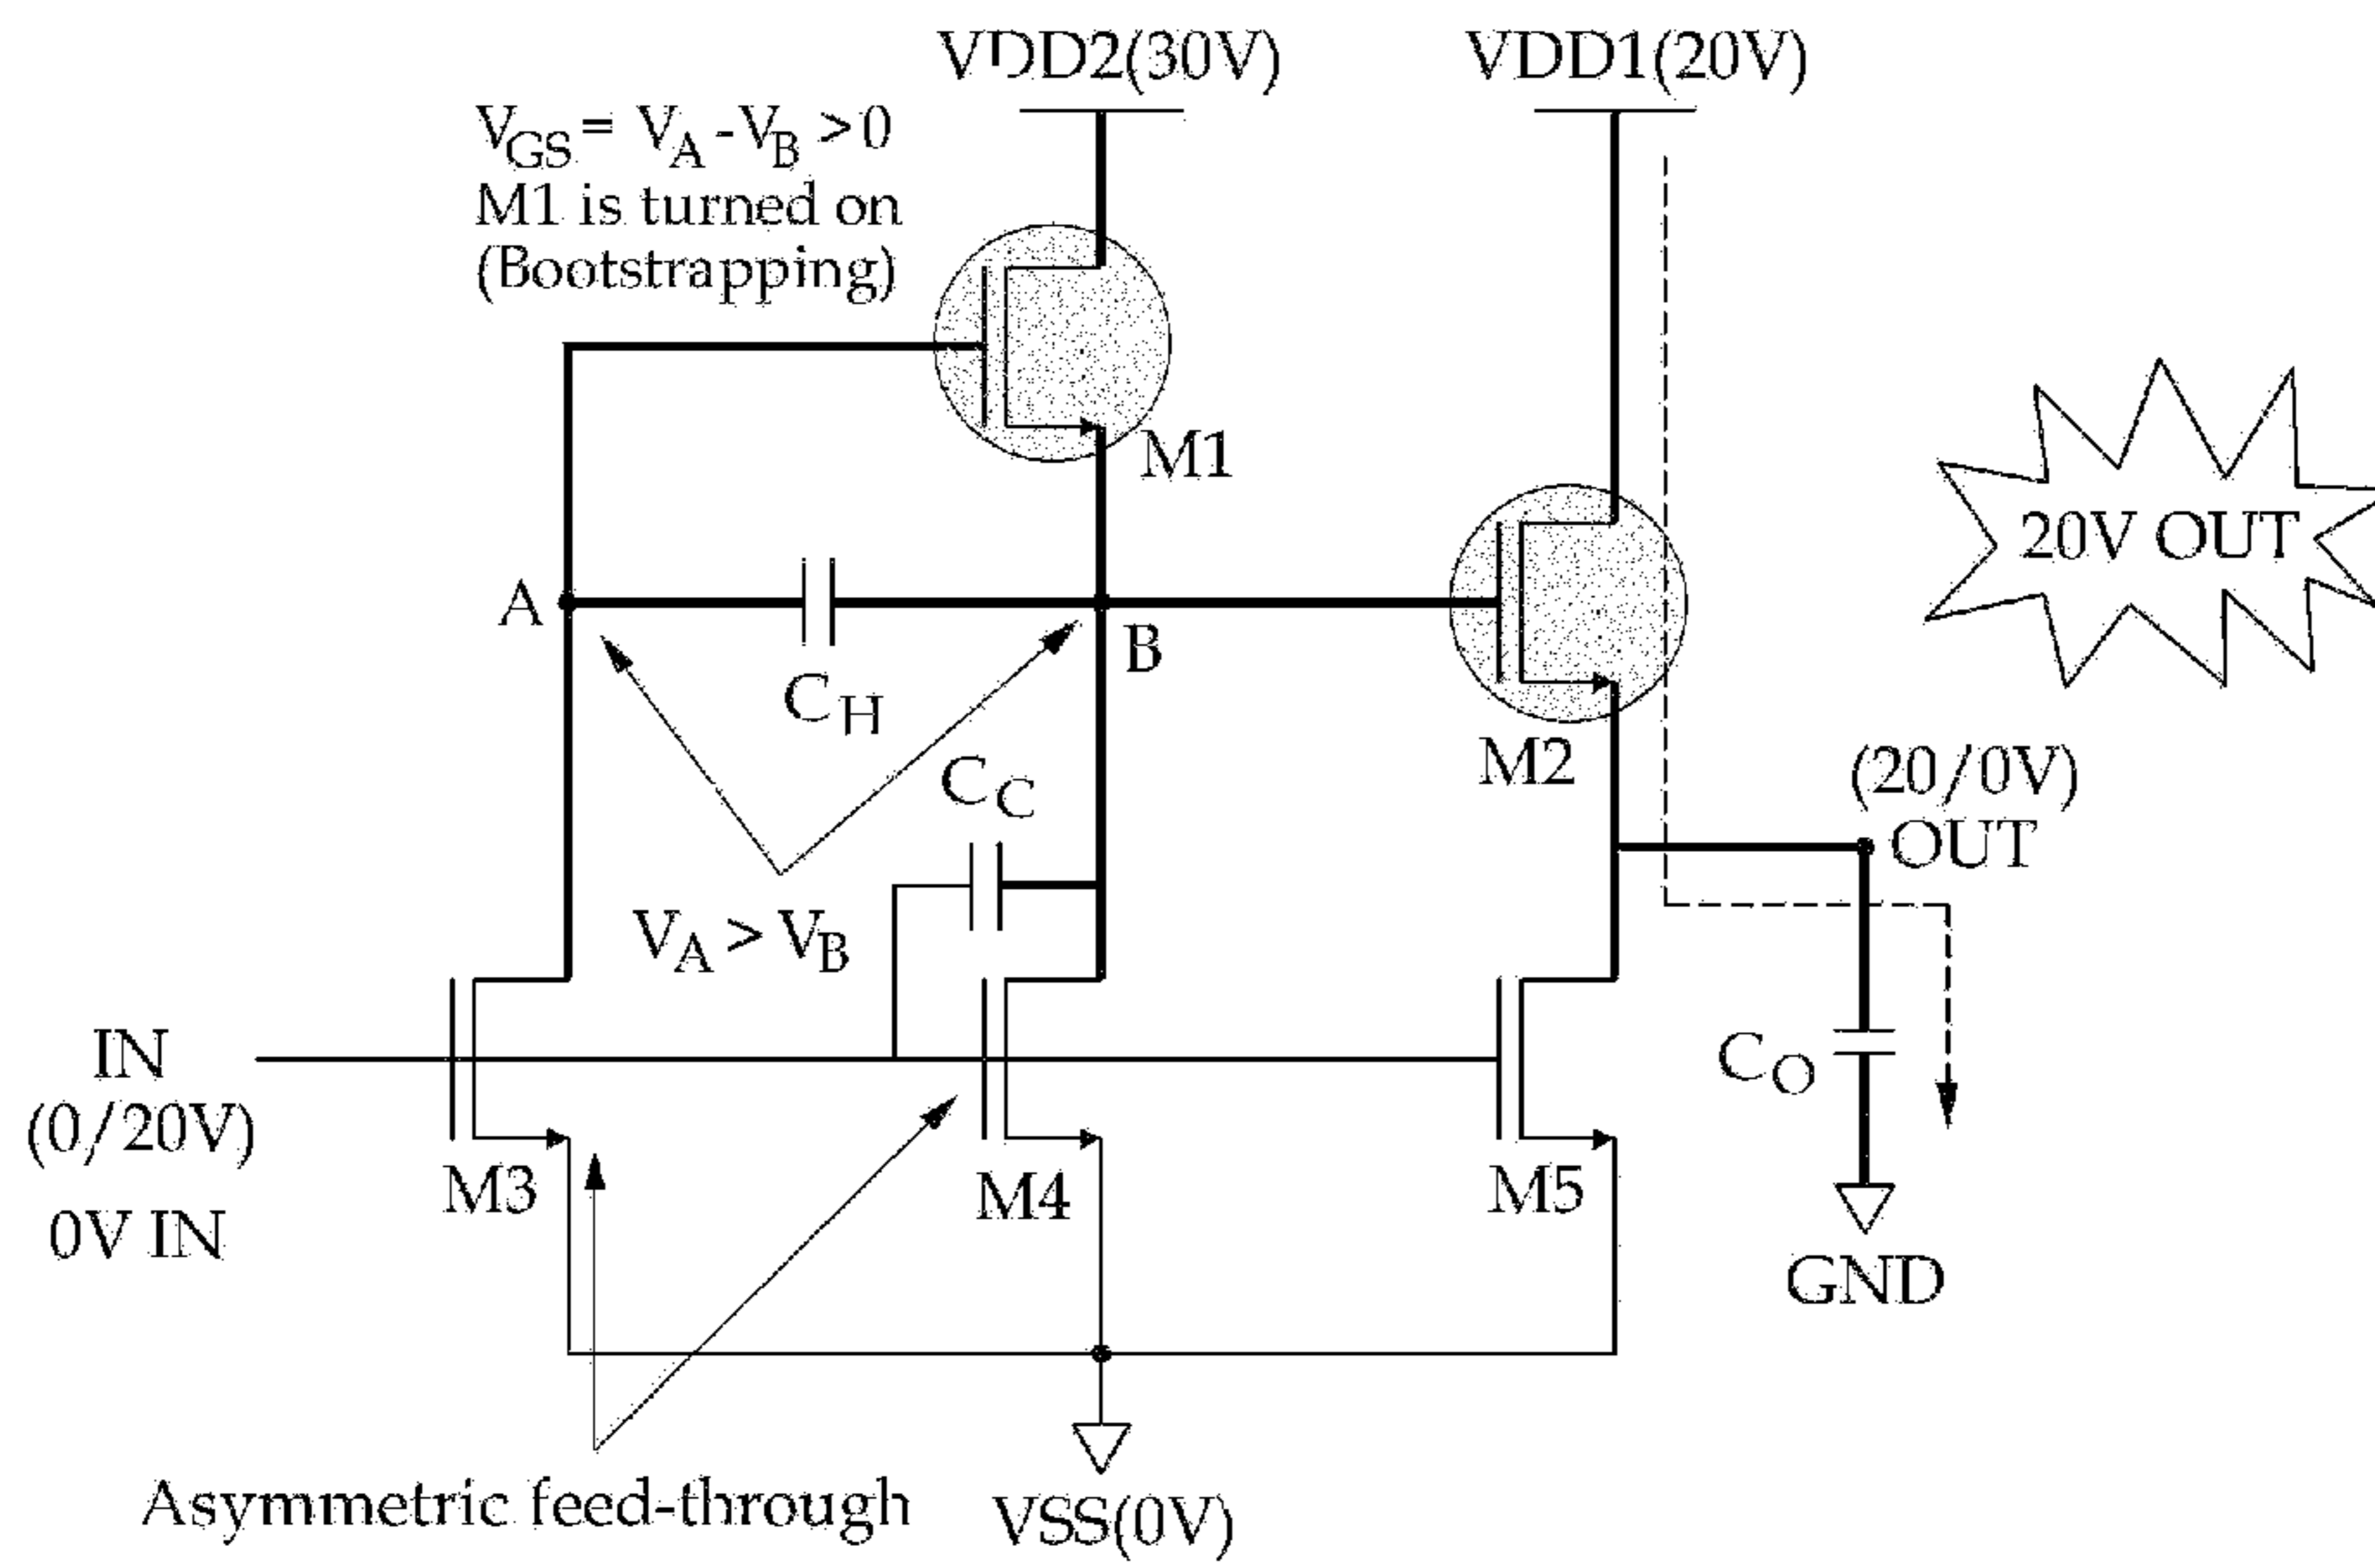 VDD2(30V)
VDD1(20V)
VGS = VA -VB >0
M1 is turned on
(Bootstrapping)
M1
20V OUT
A
B
CH
M2
CC
(20/0V)
OUT
VA > VB
IN
(0/20V)
0V IN
M3
M4
M5
CO
GND
Asymmetric feed-through
VSS(0V)